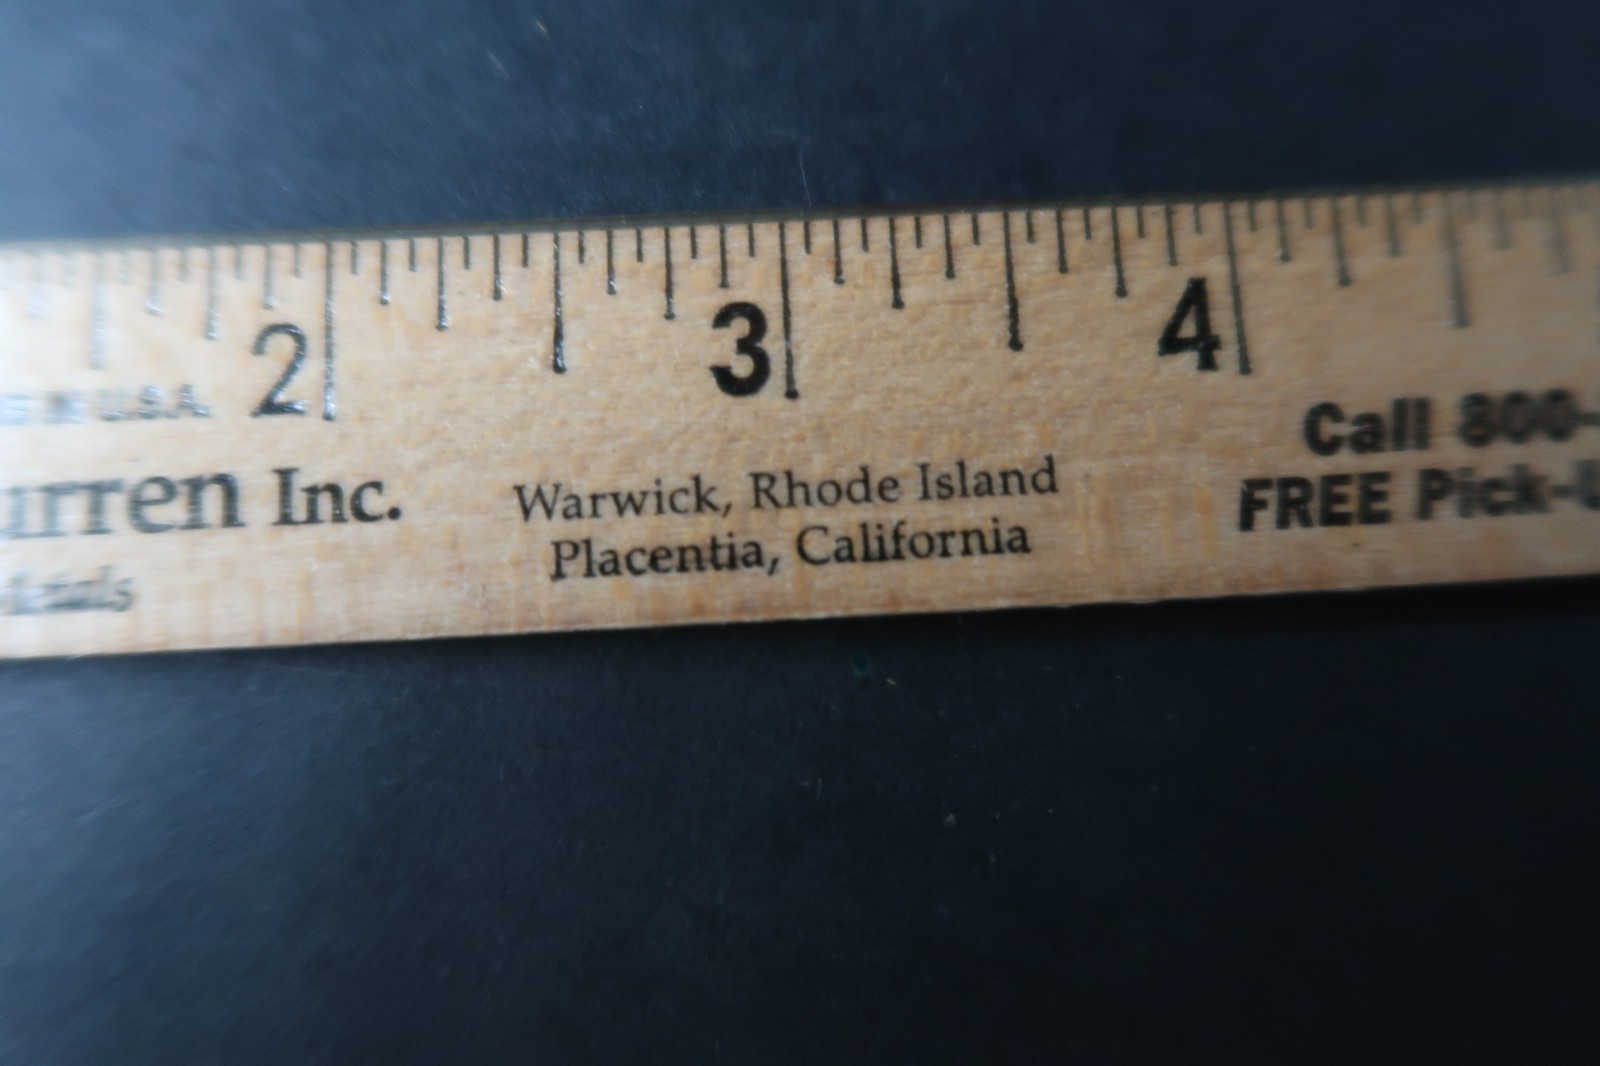 2 3 4
U.S.A.
urren Inc. Warwick, Rhode Island
Placentia, California
Call 800-
FREE Pick-U